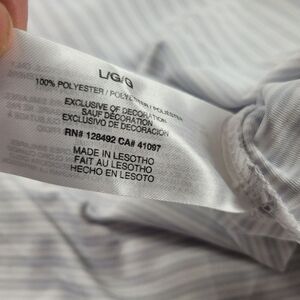 L/G/G
100% POLYESTER / POLYESTER / POLIÉSTER
EXCLUSIVE OF DECORATION
SAUF DÉCORATION
EXCLUSIVO DE DECORACIÓN
RN# 128492 CA# 41097
MADE IN LESOTHO
FAIT AU LESOTHO
HECHO EN LESOTO